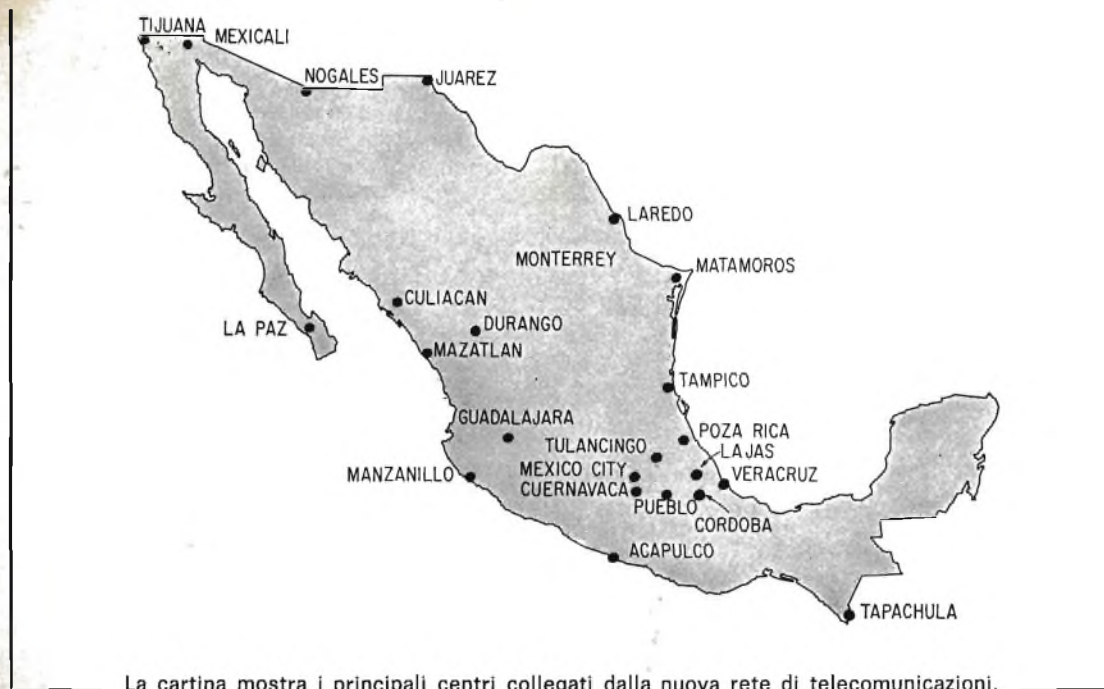 TIJUANA
MEXICALI
NOGALES
JUAREZ
LAREDO
MONTERREY
MATAMOROS
CULIACAN
LA PAZ
DURANGO
MAZATLAN
TAMPICO
GUADALAJARA
POZA RICA
TULANCINGO
LAJAS
MANZANILLO
MEXICO CITY
VERACRUZ
CUERNAVACA
PUEBLO
CORDOBA
ACAPULCO
TAPACHULA
La cartina mostra i principali centri collegati dalla nuova rete di telecomunicazioni.